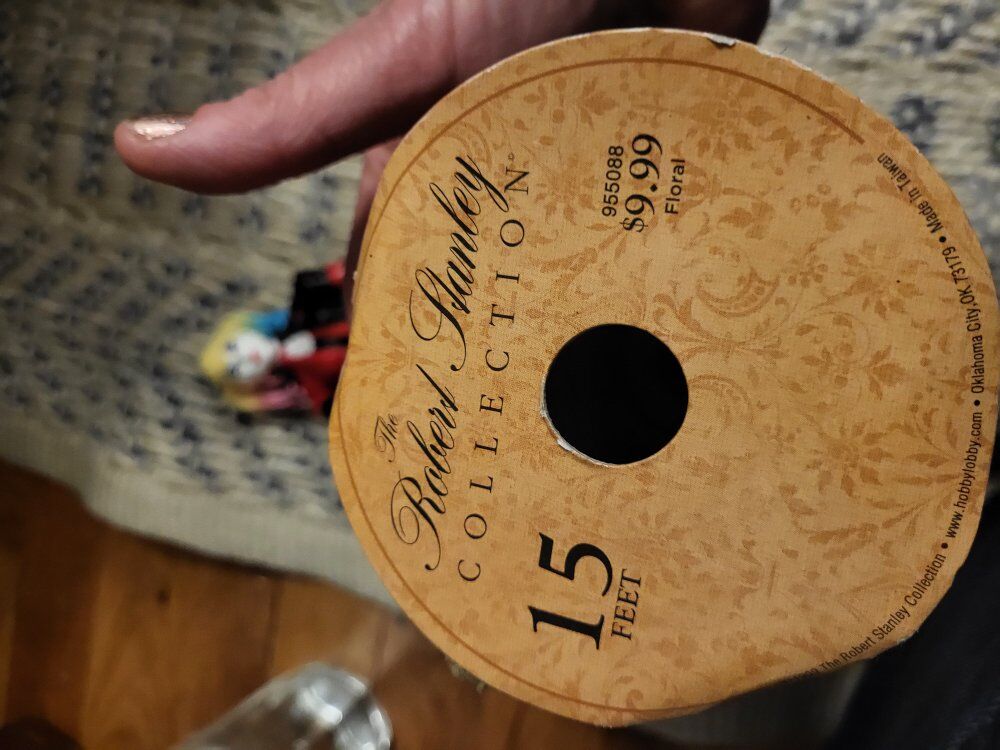 The
Robert Stanley
COLLECTION®
15
FEET
955088
$9.99
Floral
The Robert Stanley Collection • www.hobbylobby.com • Oklahoma City, OK 73179 • Made In Taiwan